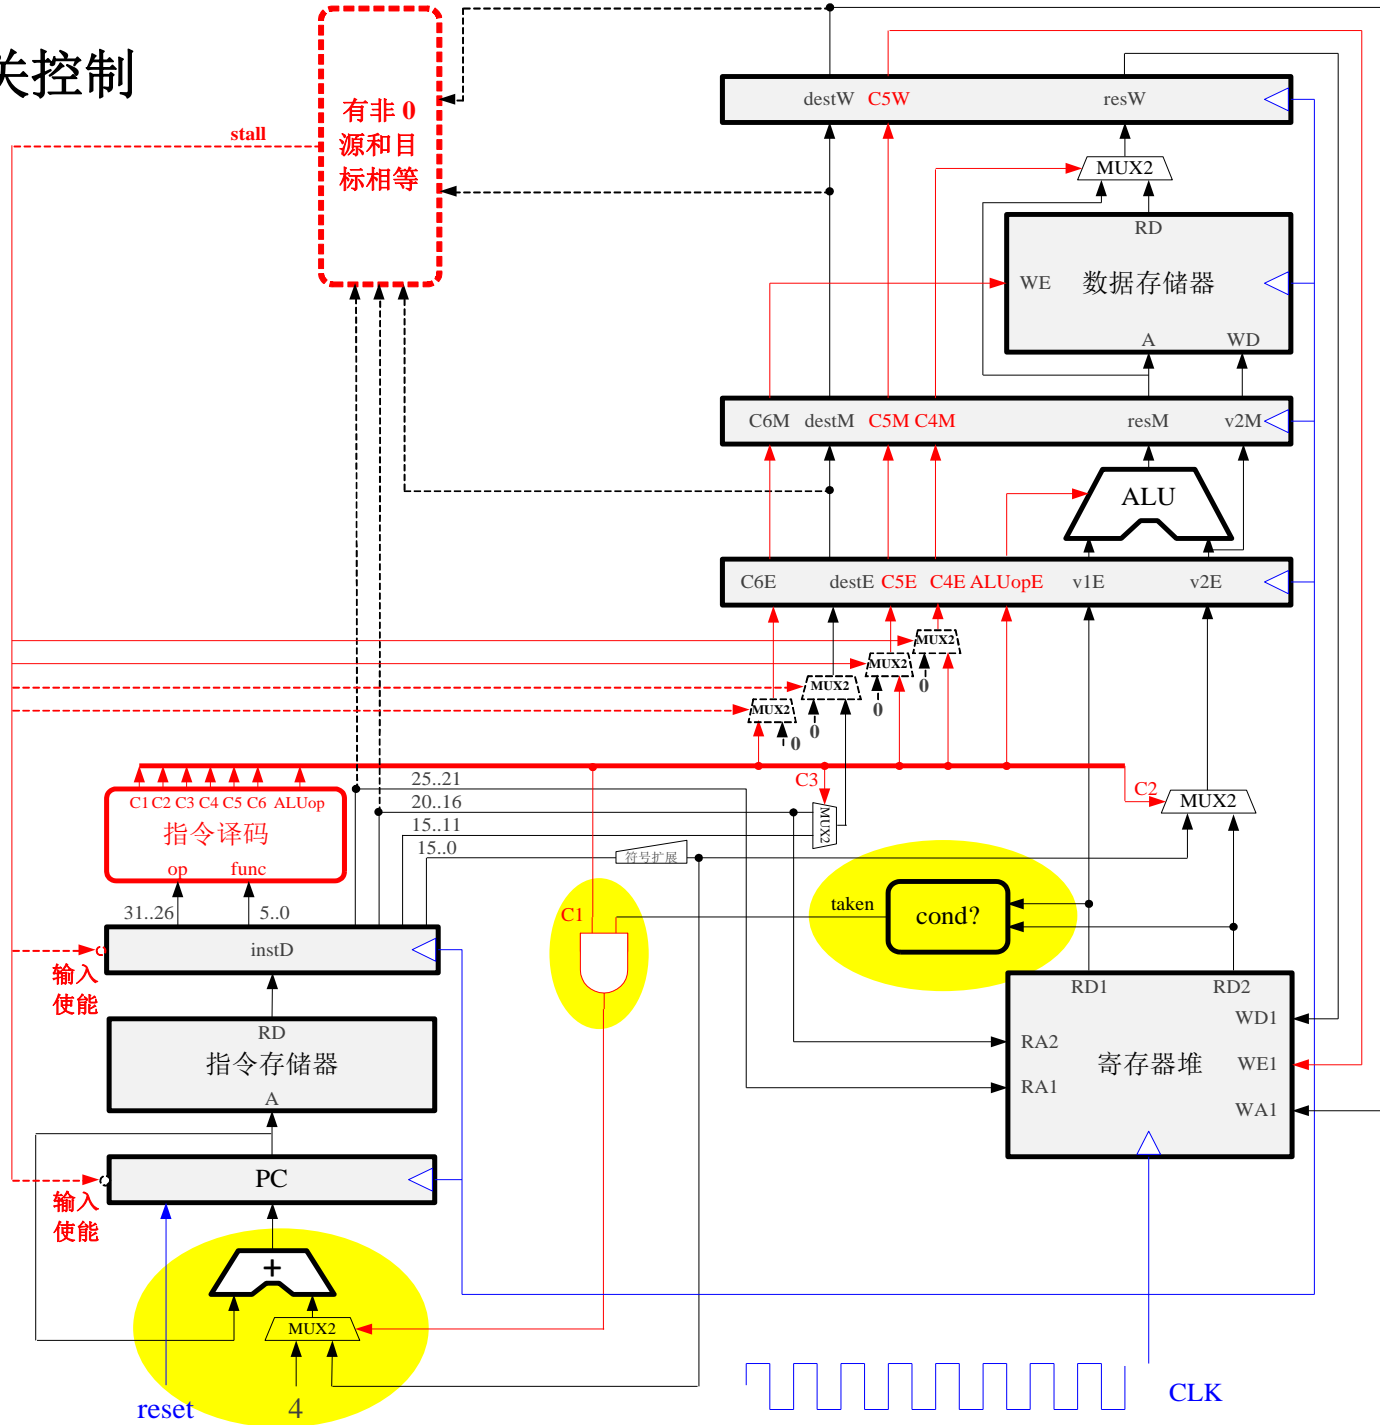 关控制
有非 0
源和目
标相等
stall
destW C5W resW
MUX2
RD
WE 数据存储器
A WD
C6M destM C5M C4M resM v2M
ALU
C6E destE C5E C4E ALUopE v1E v2E
MUX2
MUX2
0
MUX2
0
MUX2
0
0
25..21
C3
C2
20..16
MUX2
MUX2
15..11
15..0
符号扩展
C1 C2 C3 C4 C5 C6 ALUop
指令译码
op func
31..26 5..0
C1
taken
cond?
instD
输入
使能
RD
指令存储器
A
RD1 RD2
WD1
RA2
寄存器堆
WE1
RA1
WA1
PC
输入
使能
+
MUX2
reset
4
CLK